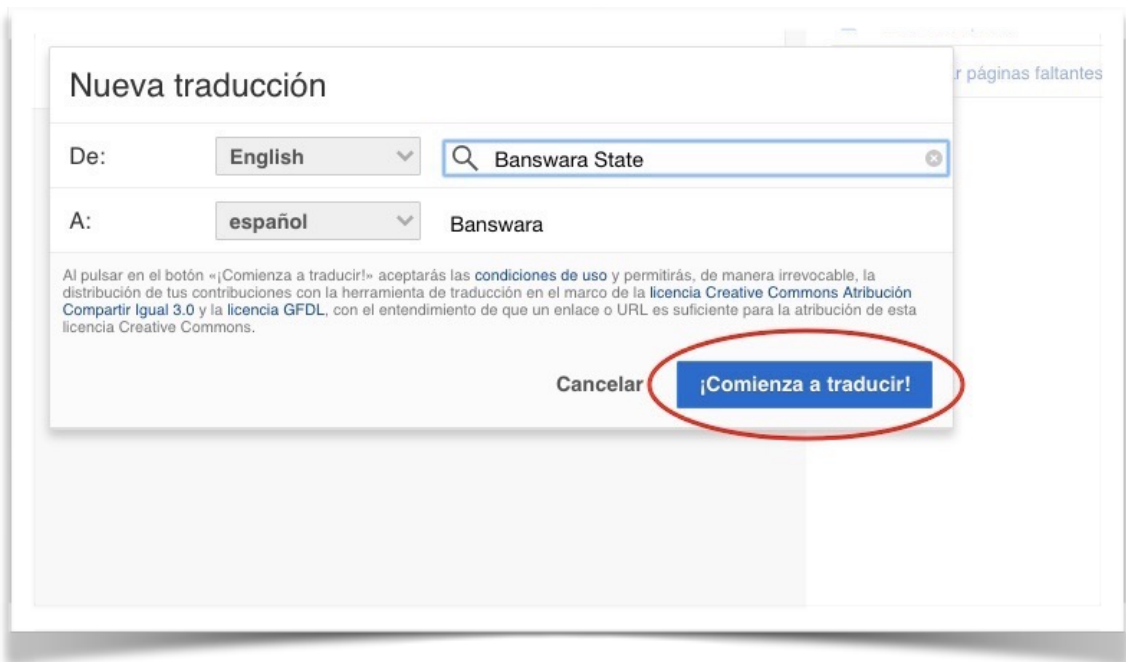 Nueva traducción
r páginas faltantes
De: English Banswara State
A: español Banswara
Al pulsar en el botón «¡Comienza a traducir!» aceptarás las condiciones de uso y permitirás, de manera irrevocable, la
distribución de tus contribuciones con la herramienta de traducción en el marco de la licencia Creative Commons Atribución
Compartir Igual 3.0 y la licencia GFDL, con el entendimiento de que un enlace o URL es suficiente para la atribución de esta
licencia Creative Commons.
Cancelar ¡Comienza a traducir!